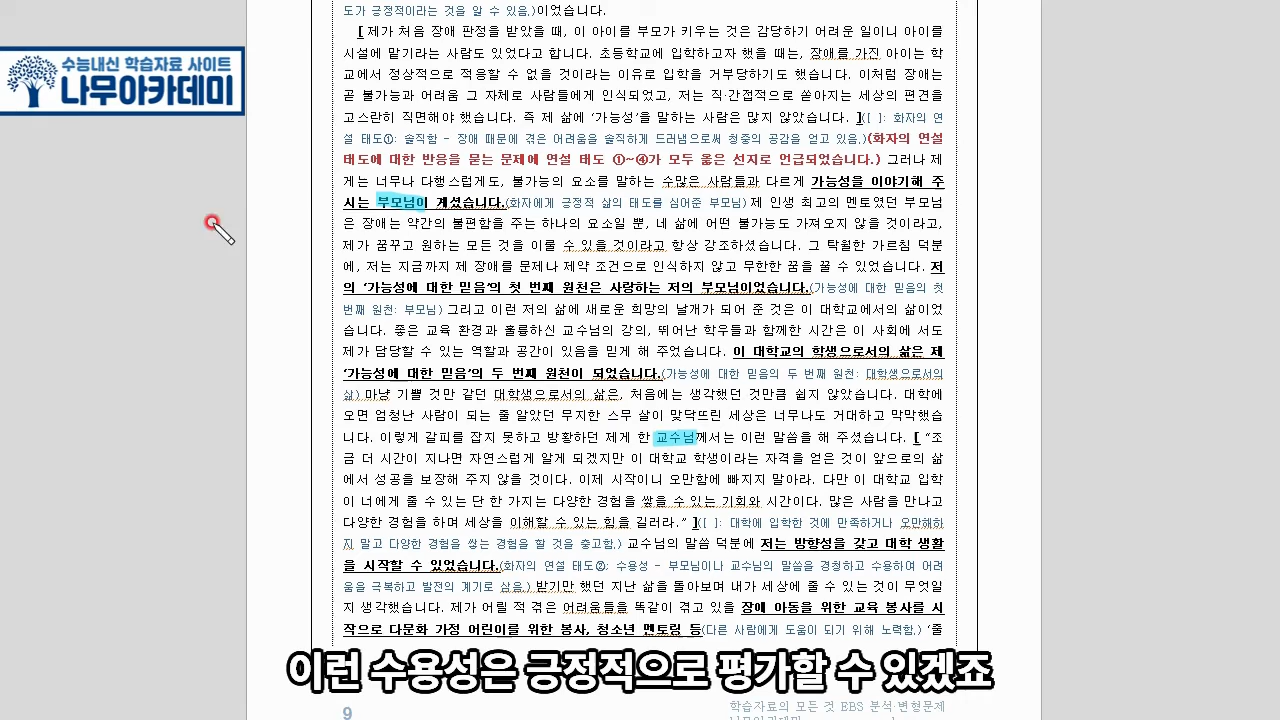 도가 긍정적이라는 것을 알 수 있음.)이었습니다.
[제가 처음 장애 판정을 받았을 때, 이 아이를 부모가 키우는 것은 감당하기 어려운 일이니 아이를
시설에 맡기라는 사람도 있었다고 합니다. 초등학교에 입학하고자 했을 때는, 장애를 가진 아이는 학
교에서 정상적으로 적응할 수 없을 것이라는 이유로 입학을 거부당하기도 했습니다. 이처럼 장애는
곧 불가능과 어려움 그 자체로 사람들에게 인식되었고, 저는 직·간접적으로 쏟아지는 세상의 편견을
고스란히 직면해야 했습니다. 즉 제 삶에 '가능성'을 말하는 사람은 많지 않았습니다. ]([ ]: 화자의 연
설 태도①: 솔직함 - 장애 때문에 겪은 어려움을 솔직하게 드러냄으로써 청중의 공감을 얻고 있음.)(화자의 연설
태도에 대한 반응을 묻는 문제에 연설 태도 ①~④가 모두 옳은 선지로 언급되었습니다.) 그러나 제
게는 너무나 다행스럽게도, 불가능의 요소를 말하는 수많은 사람들과 다르게 가능성을 이야기해 주
시는 부모님이 계셨습니다.(화자에게 긍정적 삶의 태도를 심어준 부모님) 제 인생 최고의 멘토였던 부모님
은 장애는 약간의 불편함을 주는 하나의 요소일 뿐, 네 삶에 어떤 불가능도 가져오지 않을 것이라고,
제가 꿈꾸고 원하는 모든 것을 이룰 수 있을 것이라고 항상 강조하셨습니다. 그 탁월한 가르침 덕분
에, 저는 지금까지 제 장애를 문제나 제약 조건으로 인식하지 않고 무한한 꿈을 꿀 수 있었습니다. 저
의 '가능성에 대한 믿음'의 첫 번째 원천은 사랑하는 저의 부모님이었습니다.(가능성에 대한 믿음의 첫
번째 원천: 부모님) 그리고 이런 저의 삶에 새로운 희망의 날개가 되어 준 것은 이 대학교에서의 삶이었
습니다. 좋은 교육 환경과 훌륭하신 교수님의 강의, 뛰어난 학우들과 함께한 시간은 이 사회에 서도
제가 담당할 수 있는 역할과 공간이 있음을 믿게 해 주었습니다. 이 대학교의 학생으로서의 삶은 제
'가능성에 대한 믿음'의 두 번째 원천이 되었습니다.(가능성에 대한 믿음의 두 번째 원천: 대학생으로서의
삶) 마냥 기쁠 것만 같던 대학생으로서의 삶은, 처음에는 생각했던 것만큼 쉽지 않았습니다. 대학에
오면 엄청난 사람이 되는 줄 알았던 무지한 스무 살이 맞닥뜨린 세상은 너무나도 거대하고 막막했습
니다. 이렇게 갈피를 잡지 못하고 방황하던 제게 한 교수님께서는 이런 말씀을 해 주셨습니다. [ "조
금 더 시간이 지나면 자연스럽게 알게 되겠지만 이 대학교 학생이라는 자격을 얻은 것이 앞으로의 삶
에서 성공을 보장해 주지 않을 것이다. 이제 시작이니 오만함에 빠지지 말아라. 다만 이 대학교 입학
이 너에게 줄 수 있는 단 한 가지는 다양한 경험을 쌓을 수 있는 기회와 시간이다. 많은 사람을 만나고
다양한 경험을 하며 세상을 이해할 수 있는 힘을 길러라." ]([ ]: 대학에 입학한 것에 만족하거나 오만해하
지 말고 다양한 경험을 쌓는 경험을 할 것을 충고함.) 교수님의 말씀 덕분에 저는 방향성을 갖고 대학 생활
을 시작할 수 있었습니다.(화자의 연설 태도②: 수용성 - 부모님이나 교수님의 말씀을 경청하고 수용하여 어려
움을 극복하고 발전의 계기로 삼음.) 받기만 했던 지난 삶을 돌아보며 내가 세상에 줄 수 있는 것이 무엇일
지 생각했습니다. 제가 어릴 적 겪은 어려움들을 똑같이 겪고 있을 장애 아동을 위한 교육 봉사를 시
작으로 다문화 가정 어린이를 위한 봉사, 청소년 멘토링 등(다른 사람에게 도움이 되기 위해 노력함.) '줄
수능내신 학습자료 사이트
나무아카데미
이런 수용성은 긍정적으로 평가할 수 있겠죠
9
학습자료의 모든 것 EBS 분석·변형문제